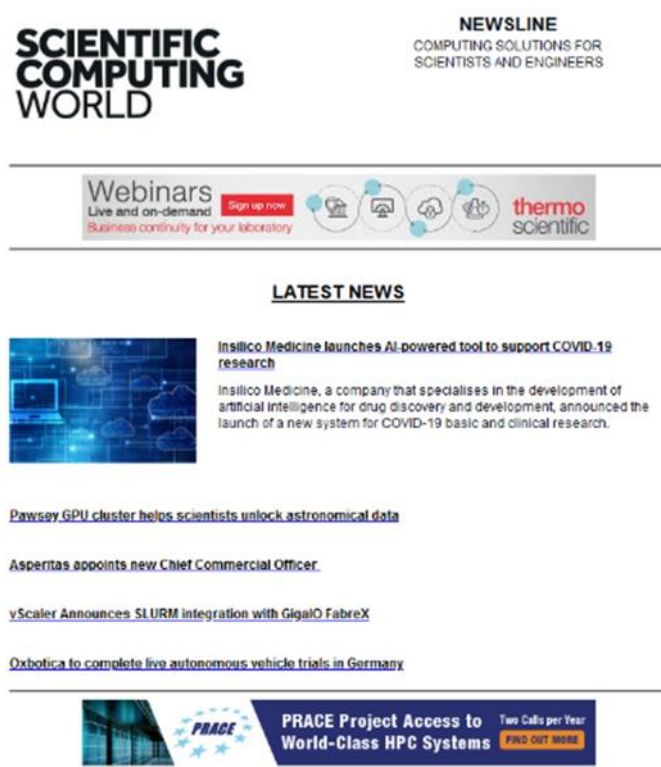 SCIENTIFIC
COMPUTING
WORLD
NEWSLINE
COMPUTING SOLUTIONS FOR
SCIENTISTS AND ENGINEERS
Webinars
Live and on-demand
Sign up now
Business continuity for your laboratory
thermo
scientific
LATEST NEWS
Insilico Medicine launches AI-powered tool to support COVID-19
research
Insilico Medicine, a company that specialises in the development of
artificial intelligence for drug discovery and development, announced the
launch of a new system for COVID-19 basic and clinical research.
Pawsey GPU cluster helps scientists unlock astronomical data
Asperitas appoints new Chief Commercial Officer
vScaler Announces SLURM integration with GigaIO FabreX
Oxbotica to complete live autonomous vehicle trials in Germany
PRACE
PRACE Project Access to
World-Class HPC Systems
Two Calls per Year
FIND OUT MORE